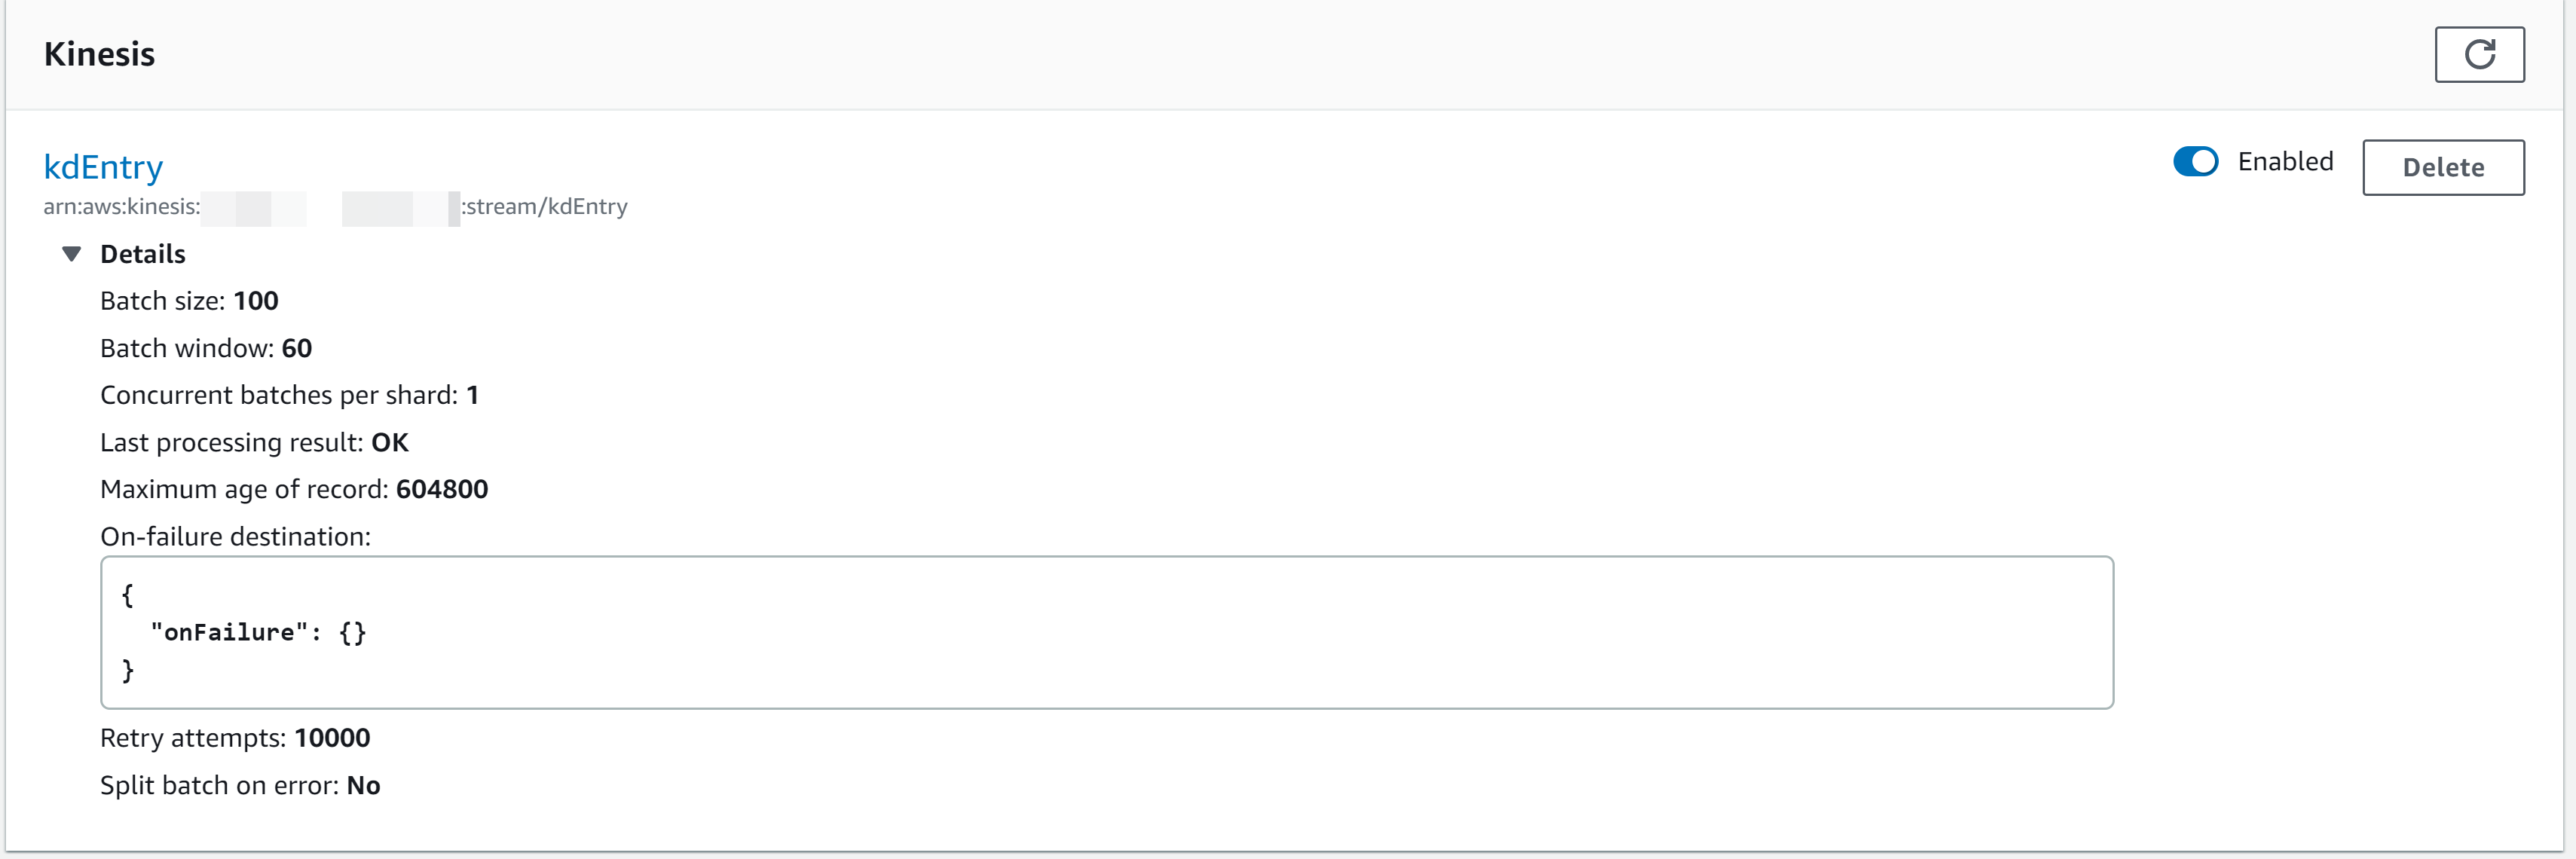 Kinesis
kdEntry
Enabled
Delete
arn:aws:kinesis: :stream/kdEntry
Details
Batch size: 100
Batch window: 60
Concurrent batches per shard: 1
Last processing result: OK
Maximum age of record: 604800
On-failure destination:
{
  "onFailure": {}
}
Retry attempts: 10000
Split batch on error: No